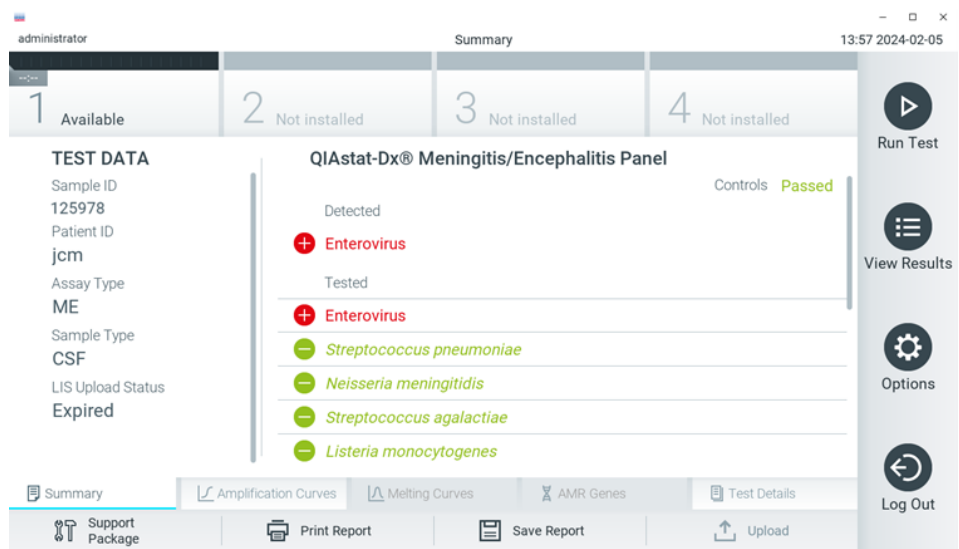 administrator
Summary
13:57 2024-02-05
--:--
1 Available
2 Not installed
3 Not installed
4 Not installed
Run Test
View Results
Options
Log Out
TEST DATA
Sample ID
125978
Patient ID
jcm
Assay Type
ME
Sample Type
CSF
LIS Upload Status
Expired
QIAstat-Dx® Meningitis/Encephalitis Panel
Controls Passed
Detected
Enterovirus
Tested
Enterovirus
Streptococcus pneumoniae
Neisseria meningitidis
Streptococcus agalactiae
Listeria monocytogenes
Summary
Amplification Curves
Melting Curves
AMR Genes
Test Details
Support
Package
Print Report
Save Report
Upload